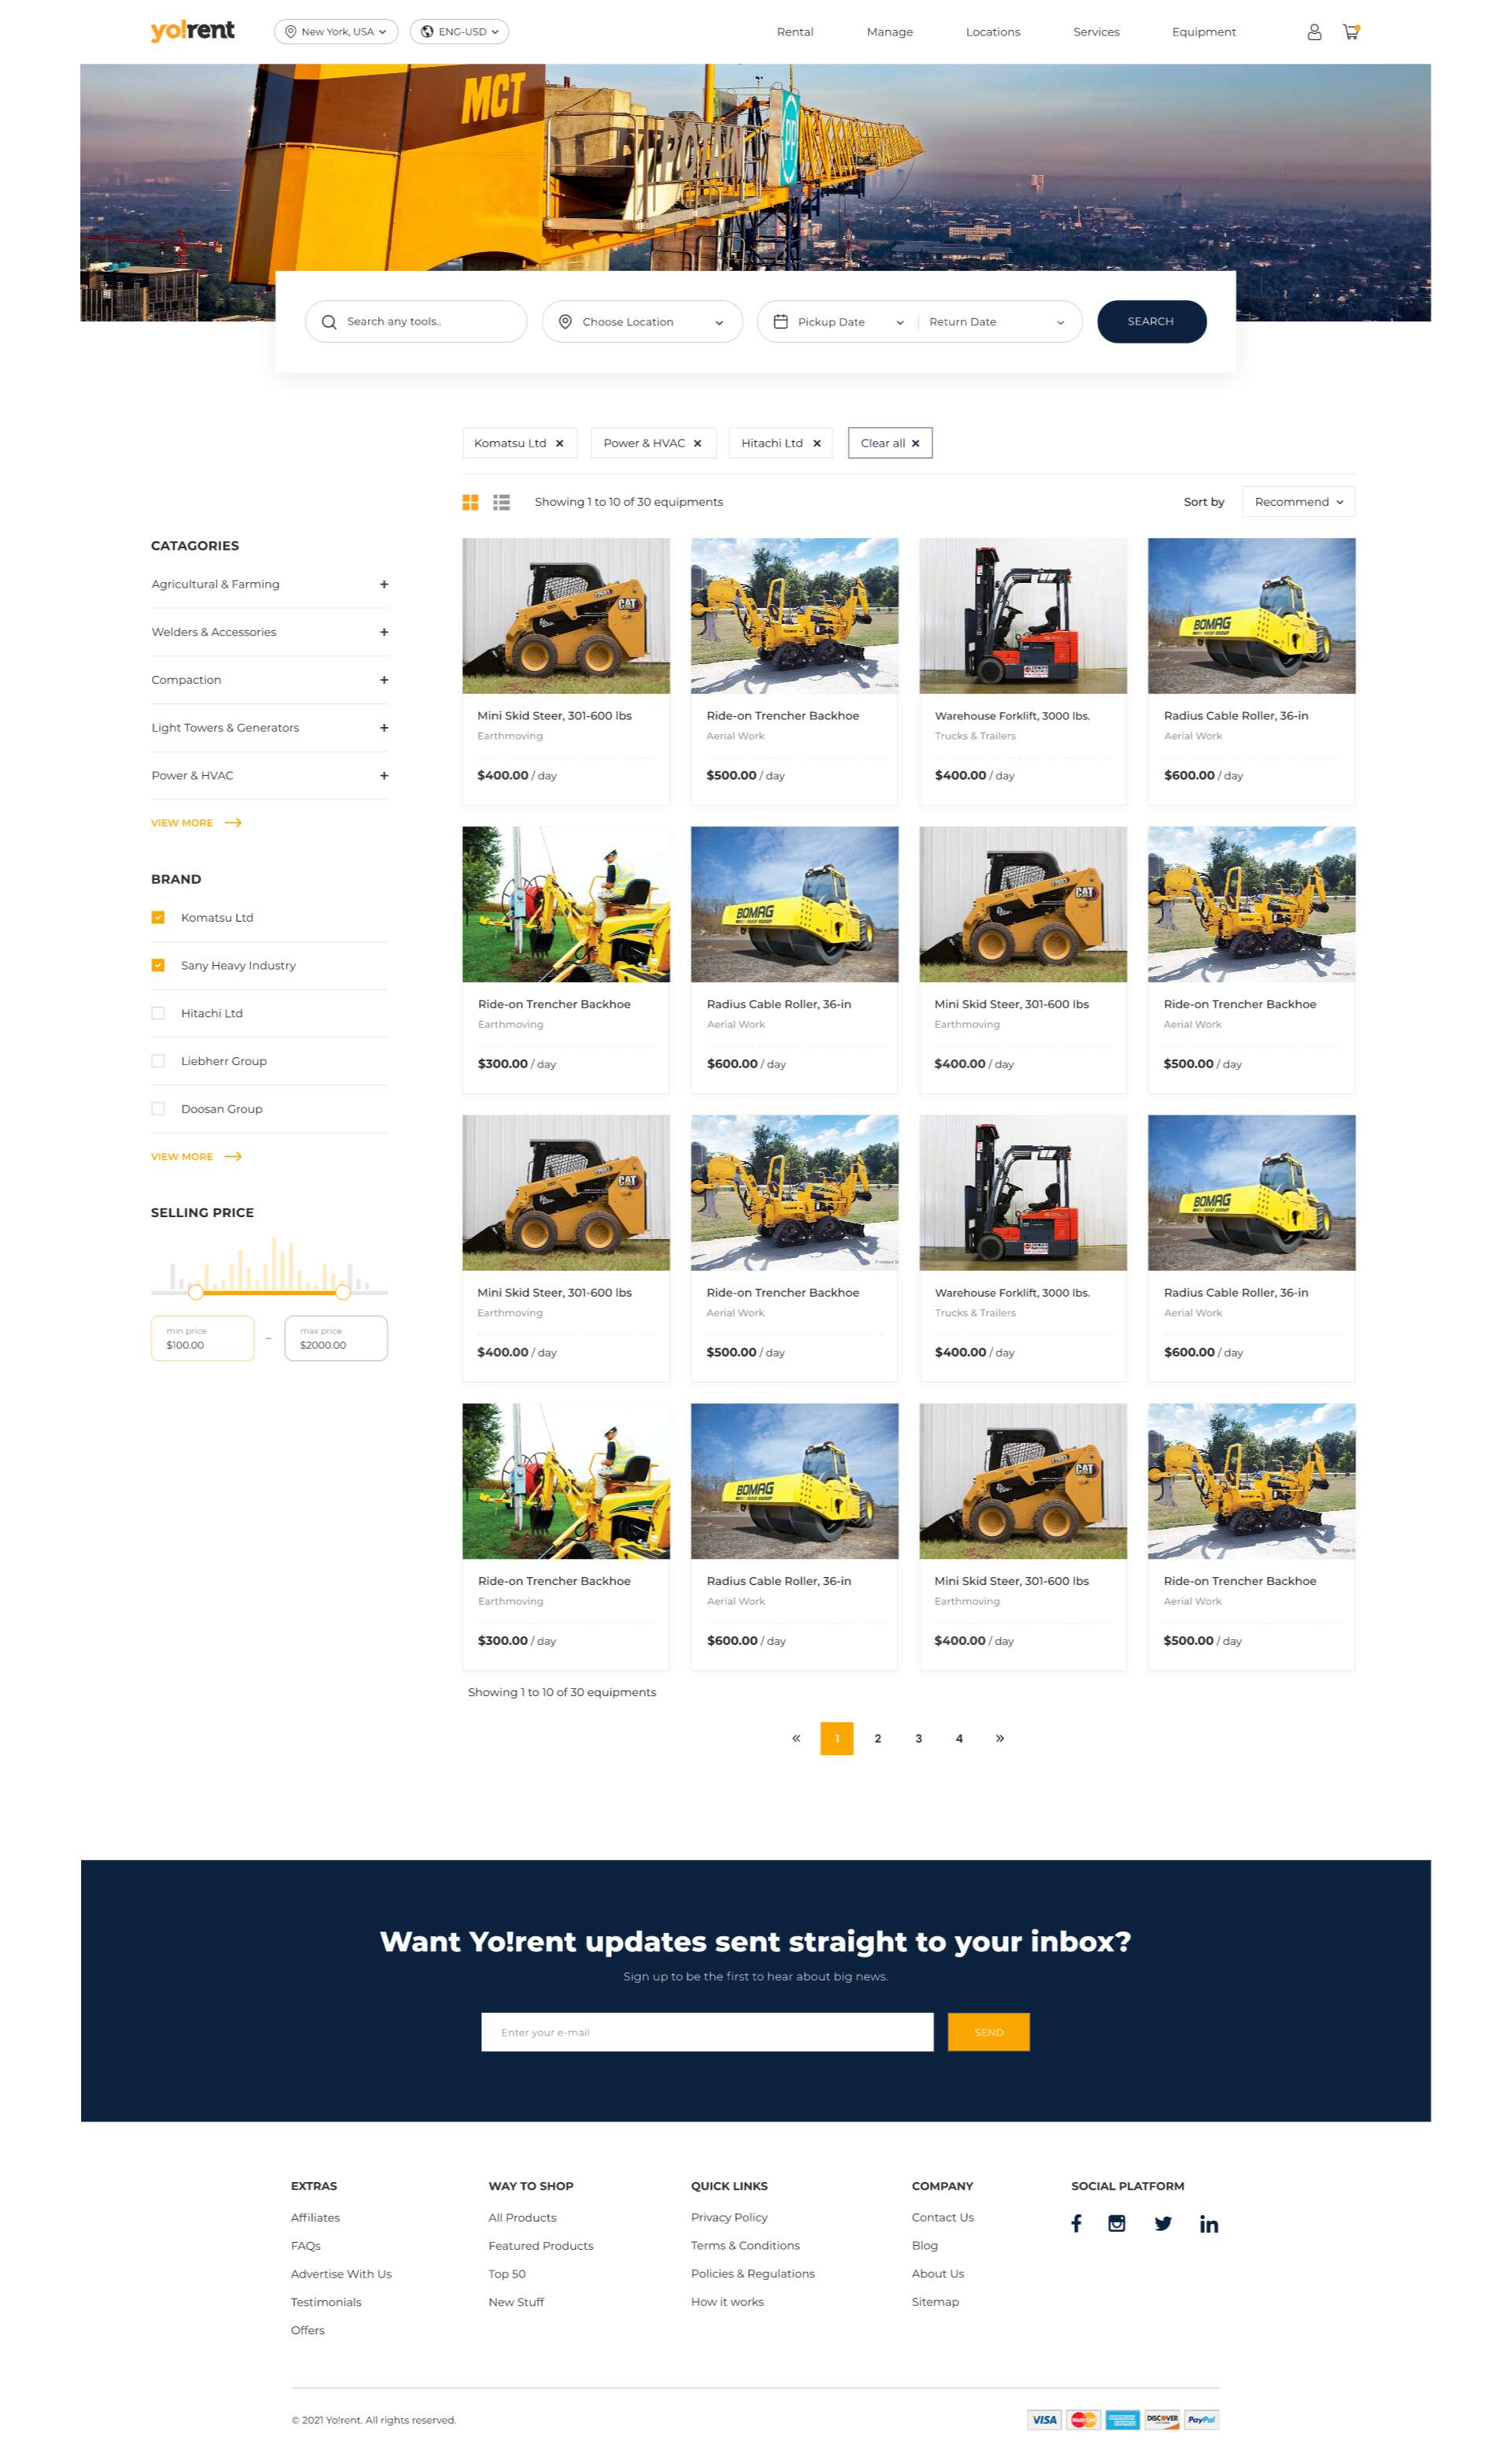 yo!rent
New York, USA
ENG-USD
Rental
Manage
Locations
Services
Equipment
MCT
Search any tools..
Choose Location
Pickup Date
Return Date
SEARCH
Komatsu Ltd
Power & HVAC
Hitachi Ltd
Clear all
Showing 1 to 10 of 30 equipments
Sort by
Recommend
CATAGORIES
Agricultural & Farming
Welders & Accessories
Compaction
Light Towers & Generators
Power & HVAC
VIEW MORE
BRAND
Komatsu Ltd
Sany Heavy Industry
Hitachi Ltd
Liebherr Group
Doosan Group
VIEW MORE
SELLING PRICE
min price
$100.00
–
max price
$2000.00
CAT
BOMAG
Mini Skid Steer, 301-600 lbs
Earthmoving
$400.00 / day
Ride-on Trencher Backhoe
Aerial Work
$500.00 / day
Warehouse Forklift, 3000 lbs.
Trucks & Trailers
$400.00 / day
Radius Cable Roller, 36-in
Aerial Work
$600.00 / day
BOMAG
CAT
Ride-on Trencher Backhoe
Earthmoving
$300.00 / day
Radius Cable Roller, 36-in
Aerial Work
$600.00 / day
Mini Skid Steer, 301-600 lbs
Earthmoving
$400.00 / day
Ride-on Trencher Backhoe
Aerial Work
$500.00 / day
CAT
BOMAG
Mini Skid Steer, 301-600 lbs
Earthmoving
$400.00 / day
Ride-on Trencher Backhoe
Aerial Work
$500.00 / day
Warehouse Forklift, 3000 lbs.
Trucks & Trailers
$400.00 / day
Radius Cable Roller, 36-in
Aerial Work
$600.00 / day
BOMAG
CAT
Ride-on Trencher Backhoe
Earthmoving
$300.00 / day
Radius Cable Roller, 36-in
Aerial Work
$600.00 / day
Mini Skid Steer, 301-600 lbs
Earthmoving
$400.00 / day
Ride-on Trencher Backhoe
Aerial Work
$500.00 / day
Showing 1 to 10 of 30 equipments
« 1 2 3 4 »
Want Yo!rent updates sent straight to your inbox?
Sign up to be the first to hear about big news.
Enter your e-mail
SEND
EXTRAS
Affiliates
FAQs
Advertise With Us
Testimonials
Offers
WAY TO SHOP
All Products
Featured Products
Top 50
New Stuff
QUICK LINKS
Privacy Policy
Terms & Conditions
Policies & Regulations
How it works
COMPANY
Contact Us
Blog
About Us
Sitemap
SOCIAL PLATFORM
© 2021 Yo!rent. All rights reserved.
VISA
MasterCard
AMERICAN EXPRESS
DISCOVER
PayPal